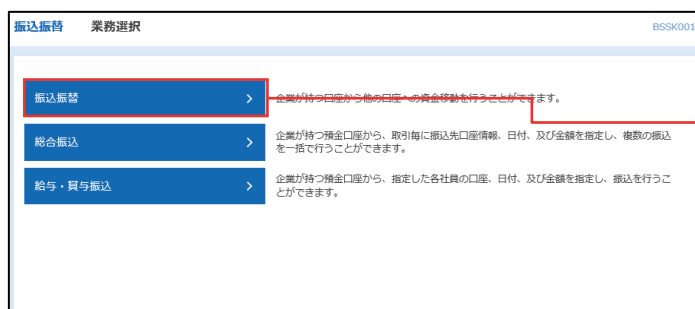 振込振替 業務選択 BSSK001
振込振替 企業が持つ口座から他の口座への資金移動を行うことができます。
総合振込 企業が持つ預金口座から、取引毎に振込先口座情報、日付、及び金額を指定し、複数の振込
を一括で行うことができます。
給与・賞与振込 企業が持つ預金口座から、指定した各社員の口座、日付、及び金額を指定し、振込を行うこ
とができます。